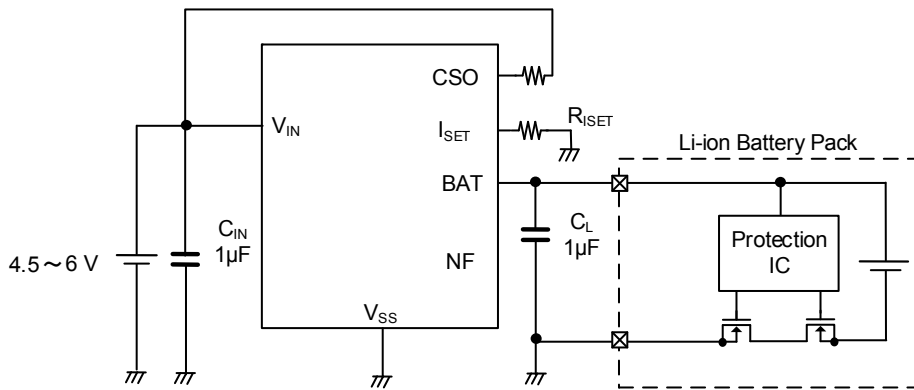 CSO
V_IN
I_SET
R_ISET
Li-ion Battery Pack
BAT
C_IN
1μF
C_L
1μF
Protection
IC
4.5～6 V
NF
V_SS